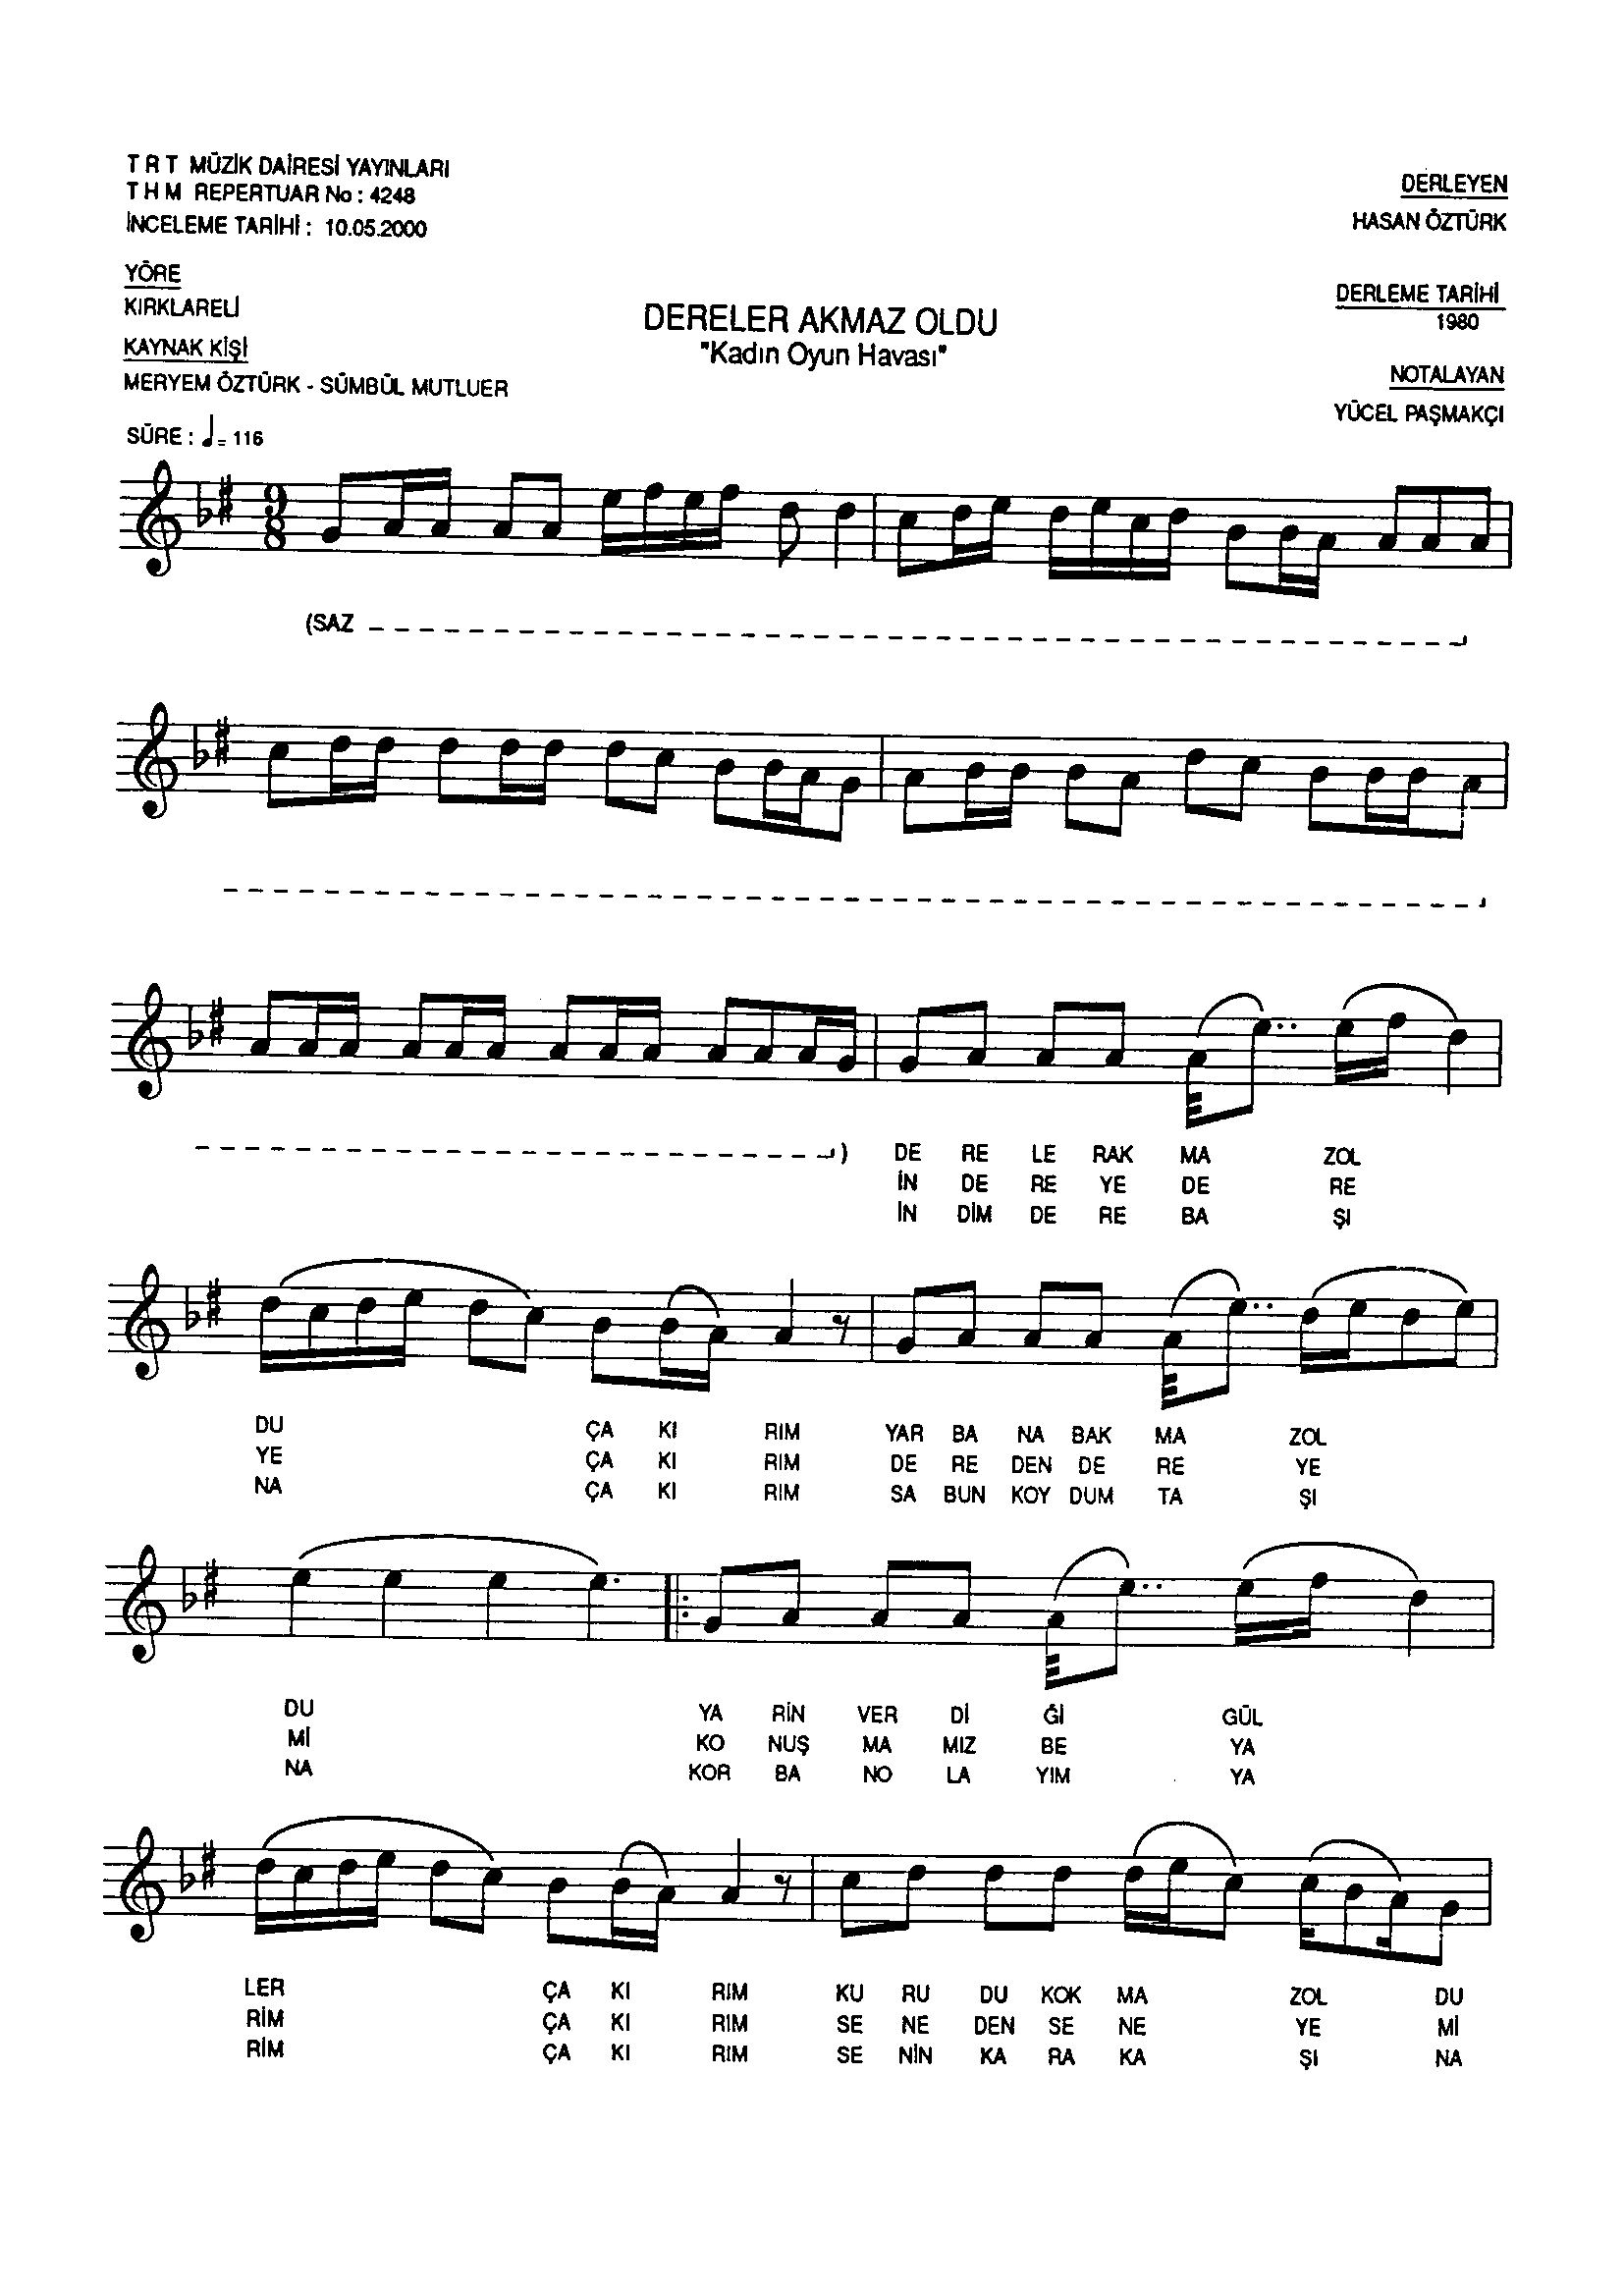 T R T MÜZİK DAİRESİ YAYINLARI
T H M REPERTUAR No : 4248
İNCELEME TARİHİ : 10.05.2000
DERLEYEN
HASAN ÖZTÜRK
YÖRE
KIRKLARELİ
DERLEME TARİHİ
1980
DERELER AKMAZ OLDU
"Kadın Oyun Havası"
KAYNAK KİŞİ
MERYEM ÖZTÜRK - SÜMBÜL MUTLUER
NOTALAYAN
YÜCEL PAŞMAKÇI
SÜRE : ♩ = 116
9
8
(SAZ
)
DE RE LE RAK MA ZOL
İN DE RE YE DE RE
İN DİM DE RE BA ŞI
DU ÇA KI RIM YAR BA NA BAK MA ZOL
YE ÇA KI RIM DE RE DEN DE RE YE
NA ÇA KI RIM SA BUN KOY DUM TA ŞI
DU YA RİN VER Dİ Ğİ GÜL
Mİ KO NUŞ MA MIZ BE YA
NA KOR BA NO LA YIM YA
LER ÇA KI RIM KU RU DU KOK MA ZOL DU
RİM ÇA KI RIM SE NE DEN SE NE YE Mİ
RİM ÇA KI RIM SE NİN KA RA KA ŞI NA